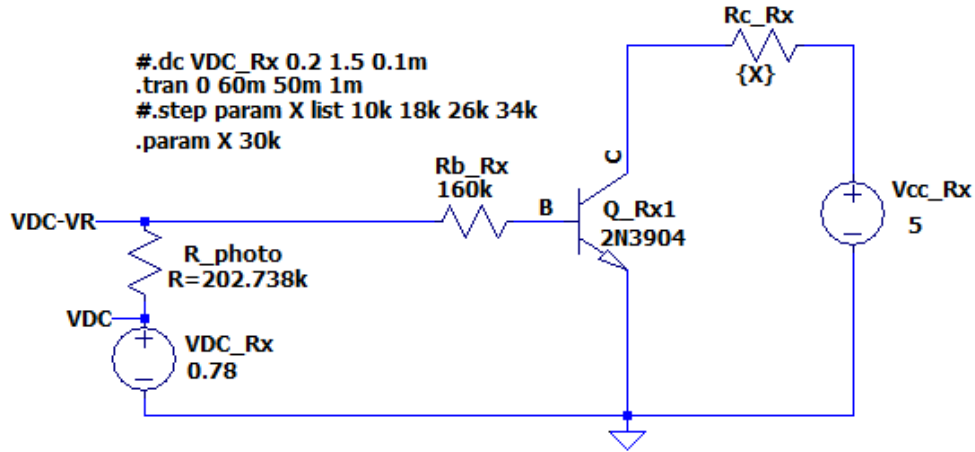 Rc_Rx
{X}
#.dc VDC_Rx 0.2 1.5 0.1m
.tran 0 60m 50m 1m
#.step param X list 10k 18k 26k 34k
.param X 30k
C
Rb_Rx
160k
B
Q_Rx1
2N3904
Vcc_Rx
5
VDC-VR
R_photo
R=202.738k
VDC
VDC_Rx
0.78